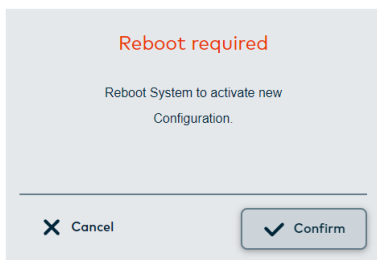 Reboot required
Reboot System to activate new
Configuration.
Cancel
Confirm